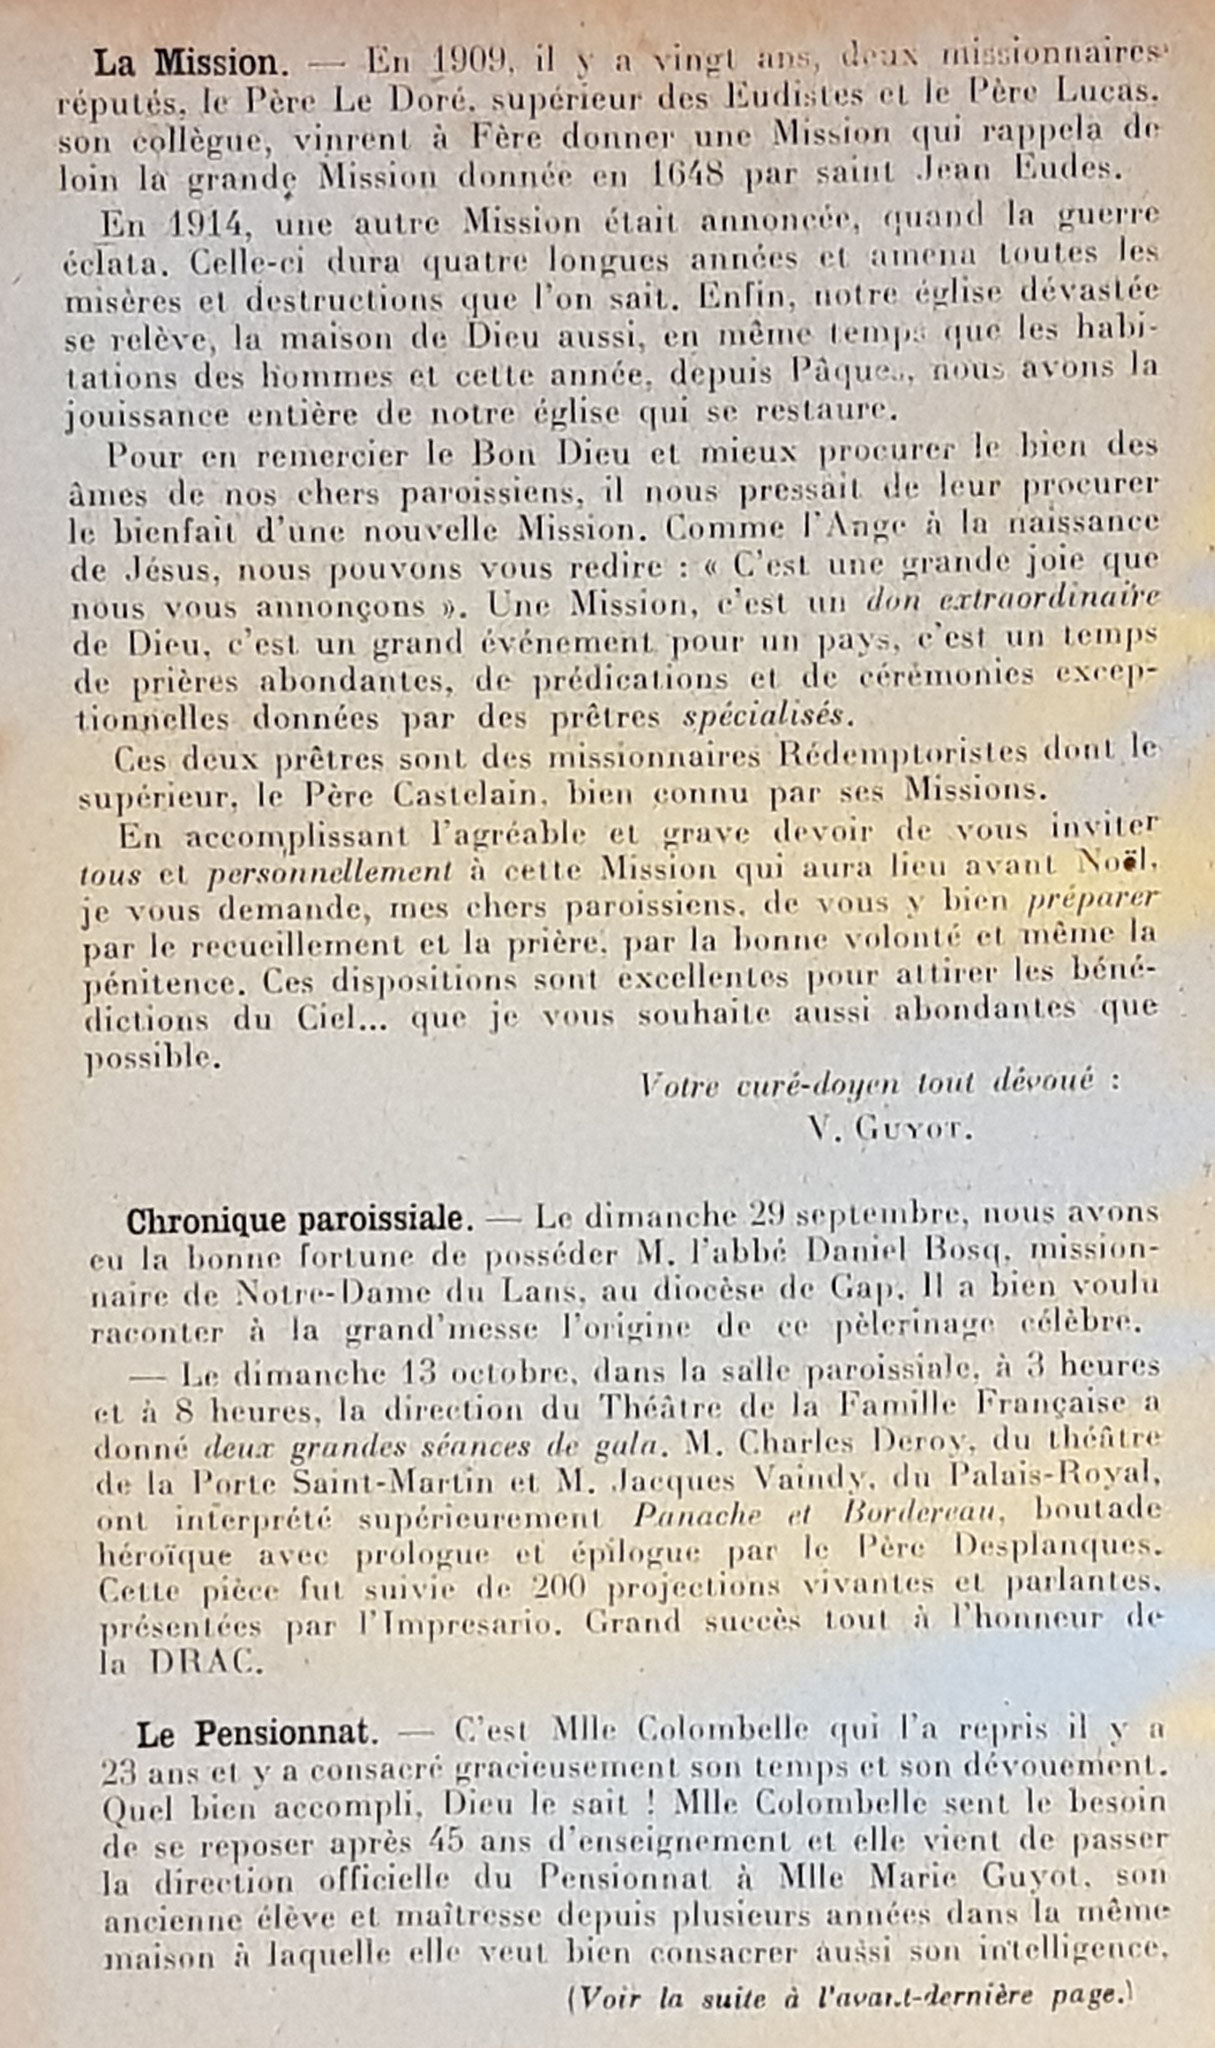 La Mission. — En 1909, il y a vingt ans, deux missionnaires
réputés, le Père Le Doré, supérieur des Eudistes et le Père Lucas,
son collègue, vinrent à Fère donner une Mission qui rappela de
loin la grande Mission donnée en 1648 par saint Jean Eudes.
En 1914, une autre Mission était annoncée, quand la guerre
éclata. Celle-ci dura quatre longues années et amena toutes les
misères et destructions que l'on sait. Enfin, notre église dévastée
se relève, la maison de Dieu aussi, en même temps que les habi-
tations des hommes et cette année, depuis Pâques, nous avons la
jouissance entière de notre église qui se restaure.
Pour en remercier le Bon Dieu et mieux procurer le bien des
âmes de nos chers paroissiens, il nous pressait de leur procurer
le bienfait d'une nouvelle Mission. Comme l'Ange à la naissance
de Jésus, nous pouvons vous redire : « C'est une grande joie que
nous vous annonçons ». Une Mission, c'est un don extraordinaire
de Dieu, c'est un grand événement pour un pays, c'est un temps
de prières abondantes, de prédications et de cérémonies excep-
tionnelles données par des prêtres spécialisés.
Ces deux prêtres sont des missionnaires Rédemptoristes dont le
supérieur, le Père Castelain, bien connu par ses Missions.
En accomplissant l'agréable et grave devoir de vous inviter
tous et personnellement à cette Mission qui aura lieu avant Noël,
je vous demande, mes chers paroissiens, de vous y bien préparer
par le recueillement et la prière, par la bonne volonté et même la
pénitence. Ces dispositions sont excellentes pour attirer les béné-
dictions du Ciel... que je vous souhaite aussi abondantes que
possible.
Votre curé-doyen tout dévoué :
V. GUYOT.
Chronique paroissiale. — Le dimanche 29 septembre, nous avons
eu la bonne fortune de posséder M. l'abbé Daniel Bosq, mission-
naire de Notre-Dame du Lans, au diocèse de Gap. Il a bien voulu
raconter à la grand'messe l'origine de ce pèlerinage célèbre.
— Le dimanche 13 octobre, dans la salle paroissiale, à 3 heures
et à 8 heures, la direction du Théâtre de la Famille Française a
donné deux grandes séances de gala. M. Charles Deroy, du théâtre
de la Porte Saint-Martin et M. Jacques Vaindy, du Palais-Royal,
ont interprété supérieurement Panache et Bordereau, boutade
héroïque avec prologue et épilogue par le Père Desplanques.
Cette pièce fut suivie de 200 projections vivantes et parlantes,
présentées par l'Impresario. Grand succès tout à l'honneur de
la DRAC.
Le Pensionnat. — C'est Mlle Colombelle qui l'a repris il y a
23 ans et y a consacré gracieusement son temps et son dévouement.
Quel bien accompli, Dieu le sait ! Mlle Colombelle sent le besoin
de se reposer après 45 ans d'enseignement et elle vient de passer
la direction officielle du Pensionnat à Mlle Marie Guyot, son
ancienne élève et maîtresse depuis plusieurs années dans la même
maison à laquelle elle veut bien consacrer aussi son intelligence,
(Voir la suite à l'avant-dernière page.)